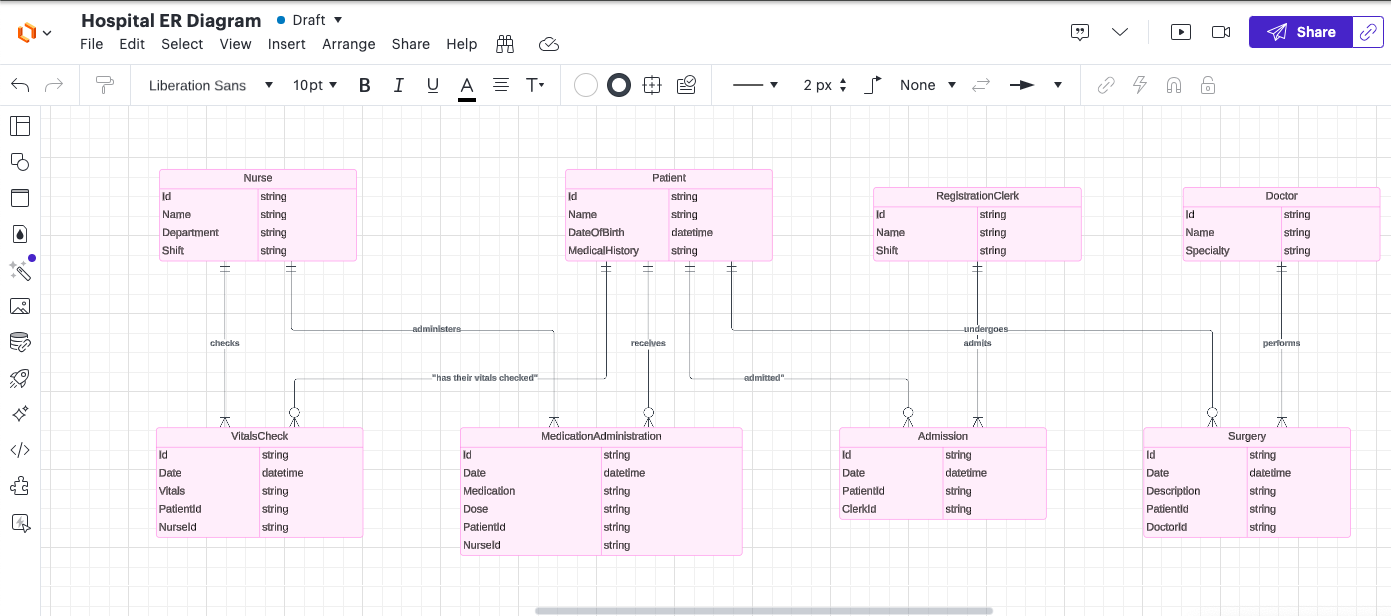 Hospital ER Diagram Draft
File Edit Select View Insert Arrange Share Help
Share
Liberation Sans 10pt B I U A T 2 px None
Nurse
Id string
Name string
Department string
Shift string
Patient
Id string
Name string
DateOfBirth datetime
MedicalHistory string
RegistrationClerk
Id string
Name string
Shift string
Doctor
Id string
Name string
Specialty string
administers
undergoes
checks
receives
admits
performs
"has their vitals checked"
admitted"
VitalsCheck
Id string
Date datetime
Vitals string
PatientId string
NurseId string
MedicationAdministration
Id string
Date datetime
Medication string
Dose string
PatientId string
NurseId string
Admission
Id string
Date datetime
PatientId string
ClerkId string
Surgery
Id string
Date datetime
Description string
PatientId string
DoctorId string